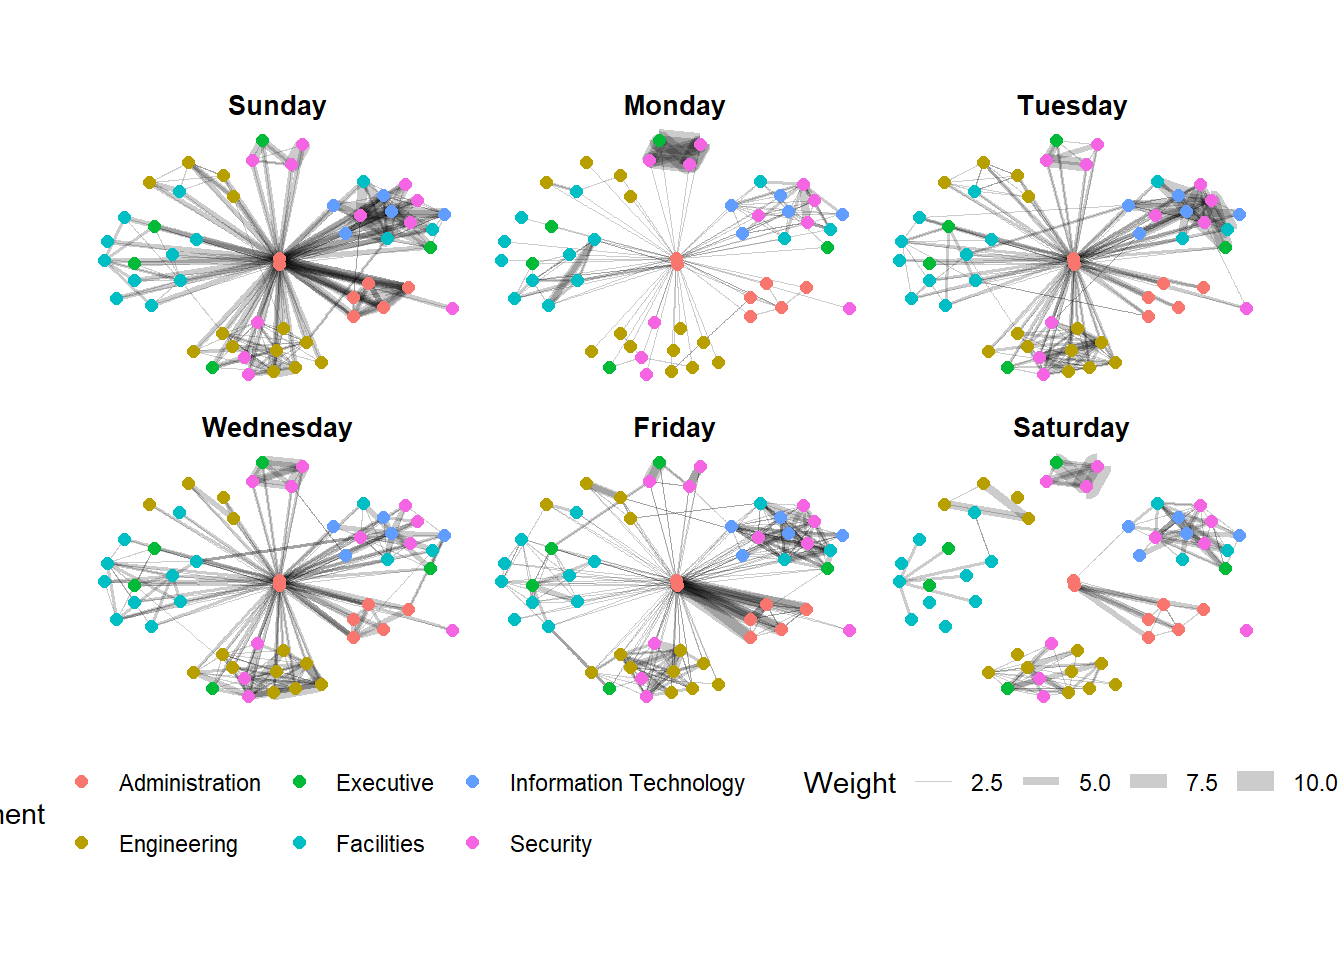 Sunday
Monday
Tuesday
Wednesday
Friday
Saturday
Administration
Executive
Information Technology
Weight
2.5
5.0
7.5
10.0
Engineering
Facilities
Security